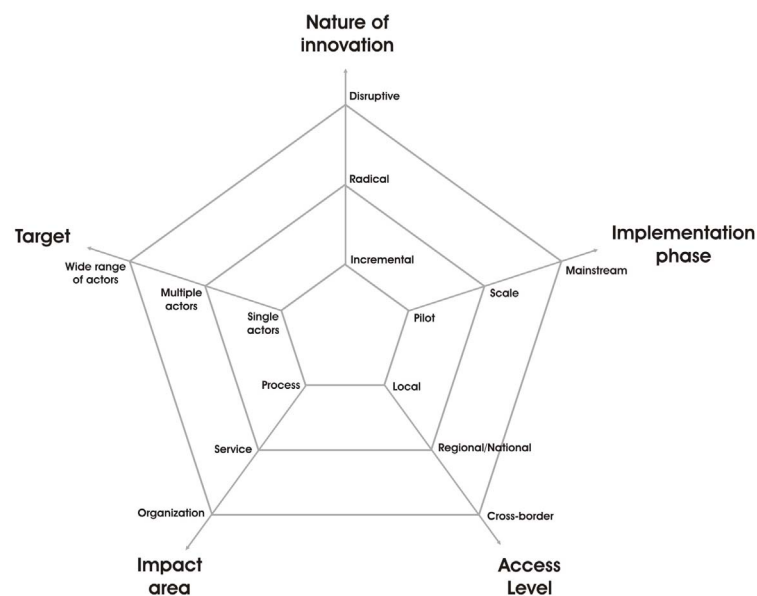 Nature of
innovation
Disruptive
Radical
Incremental
Target
Wide range
of actors
Multiple
actors
Single
actors
Implementation
phase
Mainstream
Scale
Pilot
Process
Local
Service
Regional/National
Organization
Cross-border
Impact
area
Access
Level